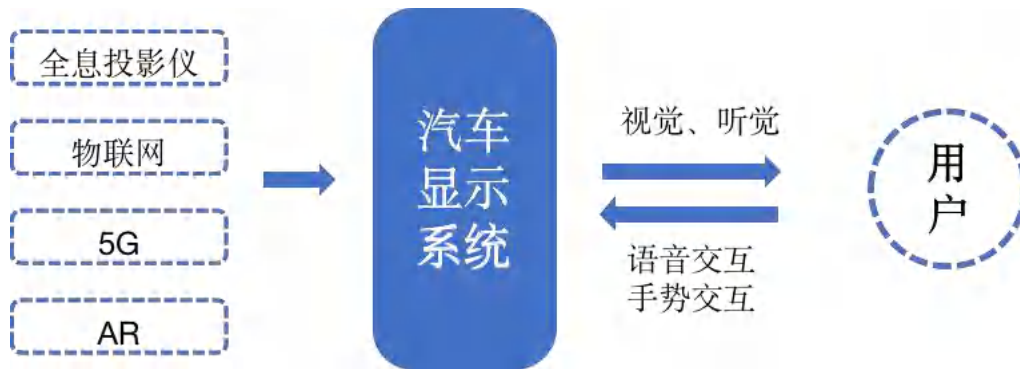 全息投影仪
物联网
5G
AR
汽车
显示
系统
视觉、听觉
语音交互
手势交互
用
户